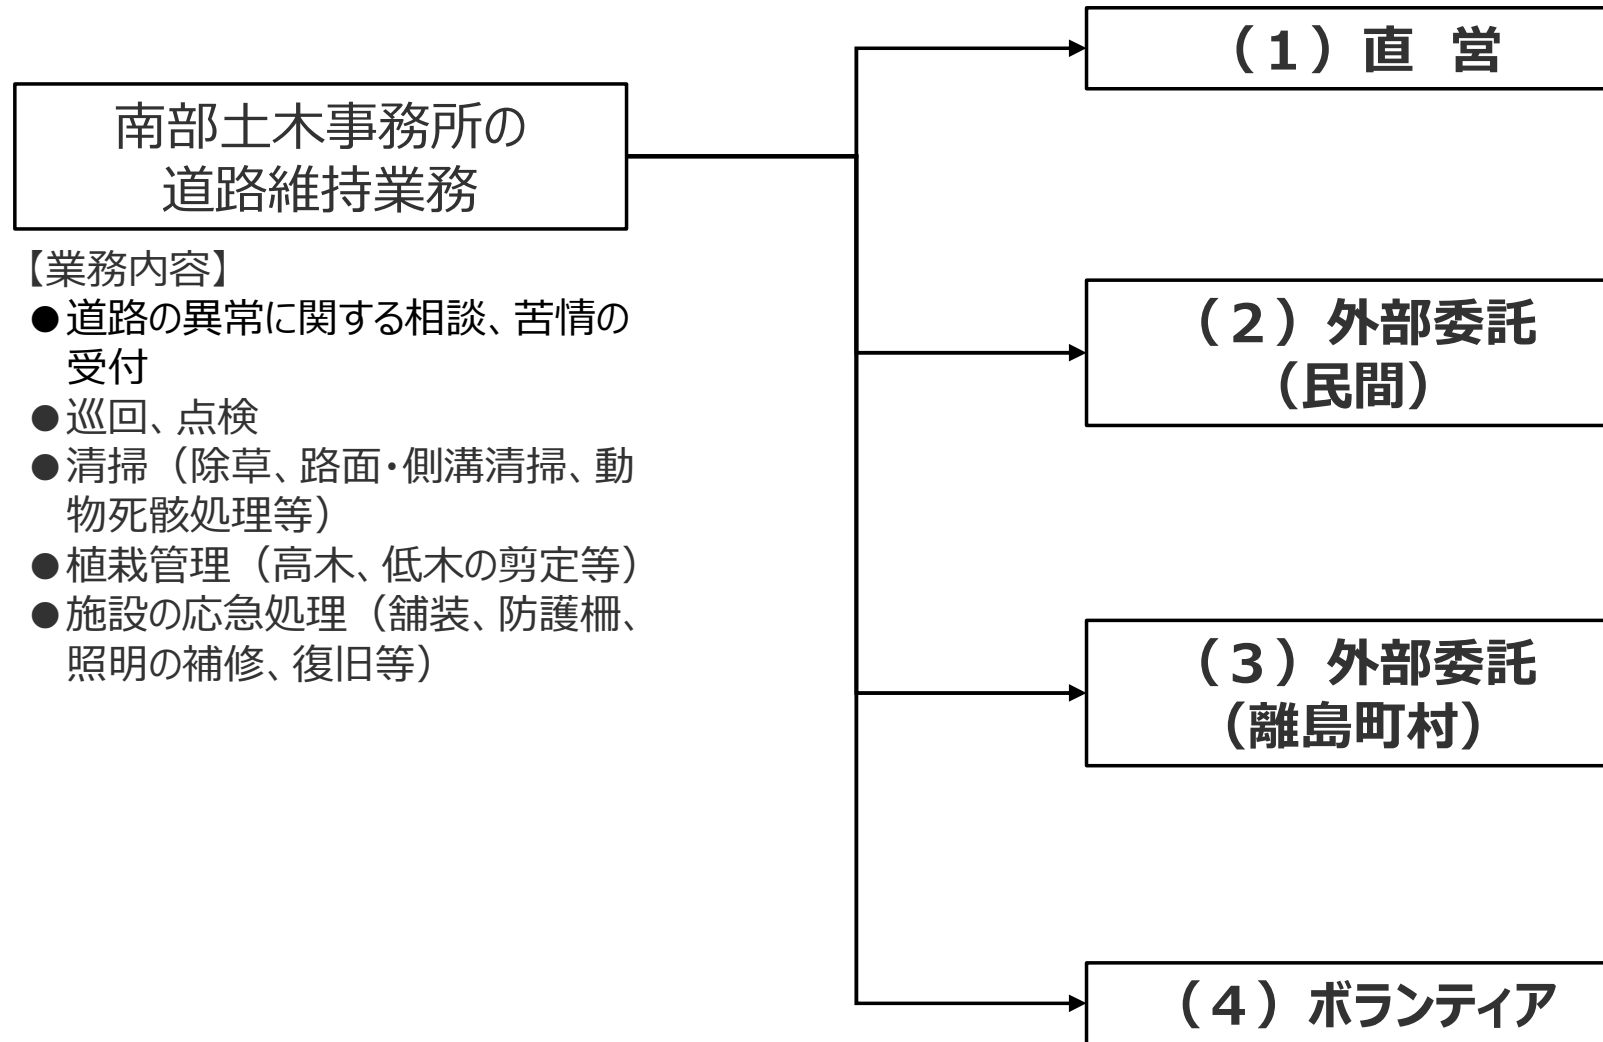 南部土木事務所の
道路維持業務
【業務内容】
●道路の異常に関する相談、苦情の
受付
●巡回、点検
●清掃（除草、路面・側溝清掃、動
物死骸処理等）
●植栽管理（高木、低木の剪定等）
●施設の応急処理（舗装、防護柵、
照明の補修、復旧等）
（１）直　営
（２）外部委託
（民間）
（３）外部委託
（離島町村）
（４）ボランティア